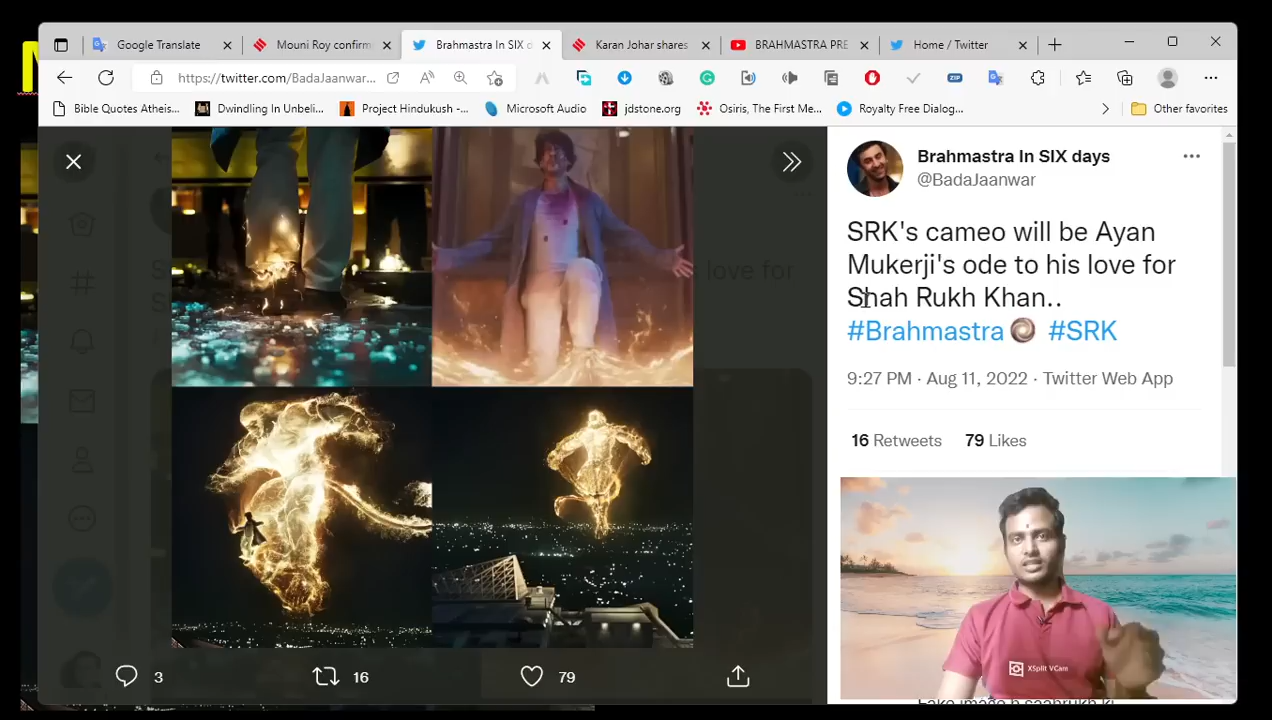 Google Translate
Mouni Roy confirm
Brahmastra In SIX d
Karan Johar shares
BRAHMASTRA PRE
Home / Twitter
https://twitter.com/BadaJaanwar...
Bible Quotes Atheis...
Dwindling In Unbeli...
Project Hindukush -...
Microsoft Audio
jdstone.org
Osiris, The First Me...
Royalty Free Dialog...
Other favorites
Brahmastra In SIX days
@BadaJaanwar
SRK's cameo will be Ayan
Mukerji's ode to his love for
Shah Rukh Khan..
#Brahmastra #SRK
9:27 PM · Aug 11, 2022 · Twitter Web App
16 Retweets 79 Likes
love for
XSplit VCam
3
16
79